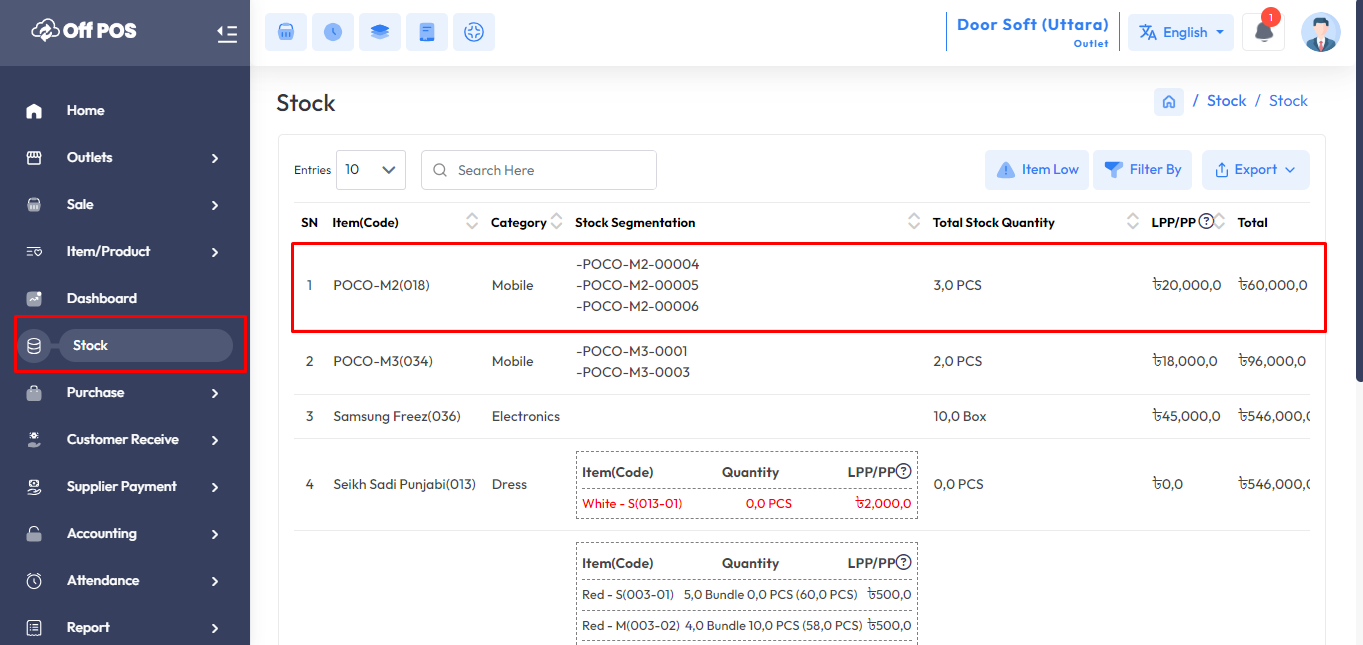 Off POS
Door Soft (Uttara)
Outlet
English
1
Home
Outlets
Sale
Item/Product
Dashboard
Stock
Purchase
Customer Receive
Supplier Payment
Accounting
Attendance
Report
Stock
/ Stock / Stock
Entries 10 Search Here Item Low Filter By Export
SN Item(Code) Category Stock Segmentation Total Stock Quantity LPP/PP Total
1 POCO-M2(018) Mobile -POCO-M2-00004 3,0 PCS ৳20,000,0 ৳60,000,0
-POCO-M2-00005
-POCO-M2-00006
2 POCO-M3(034) Mobile -POCO-M3-0001 2,0 PCS ৳18,000,0 ৳96,000,0
-POCO-M3-0003
3 Samsung Freez(036) Electronics 10,0 Box ৳45,000,0 ৳546,000,0
4 Seikh Sadi Punjabi(013) Dress 0,0 PCS ৳0,0 ৳546,000,0
Item(Code) Quantity LPP/PP
White - S(013-01) 0,0 PCS ৳2,000,0
Item(Code) Quantity LPP/PP
Red - S(003-01) 5,0 Bundle 0,0 PCS (60,0 PCS) ৳500,0
Red - M(003-02) 4,0 Bundle 10,0 PCS (58,0 PCS) ৳500,0